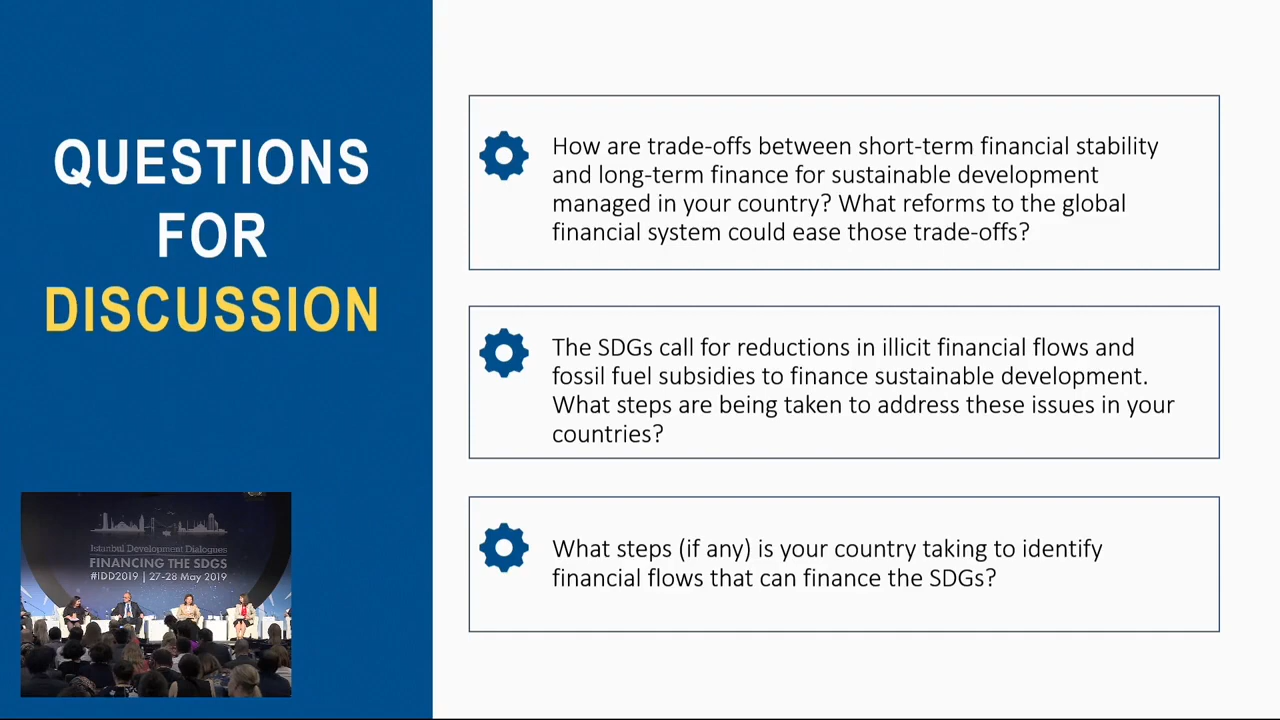 QUESTIONS
FOR
DISCUSSION
How are trade-offs between short-term financial stability
and long-term finance for sustainable development
managed in your country? What reforms to the global
financial system could ease those trade-offs?
The SDGs call for reductions in illicit financial flows and
fossil fuel subsidies to finance sustainable development.
What steps are being taken to address these issues in your
countries?
What steps (if any) is your country taking to identify
financial flows that can finance the SDGs?
Istanbul Development Dialogues
FINANCING THE SDGS
#IDD2019 | 27-28 May 2019